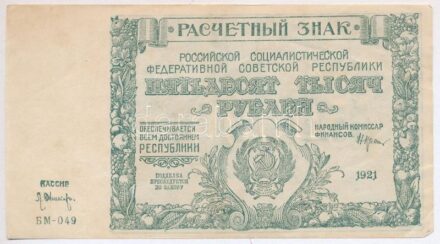 РАСЧЕТНЫЙ ЗНАК
РОССИЙСКОЙ СОЦИАЛИСТИЧЕСКОЙ
ФЕДЕРАТИВНОЙ СОВЕТСКОЙ РЕСПУБЛИКИ
ПЯТЬДЕСЯТ ТЫСЯЧ
РУБЛЕЙ
ОБЕСПЕЧИВАЕТСЯ
ВСЕМ ДОСТОЯНИЕМ
РЕСПУБЛИКИ
НАРОДНЫЙ КОМИССАР
ФИНАНСОВ.
ПОДДЕЛКА
ПРЕСЛЕДУЕТСЯ
ПО ЗАКОНУ
1921
КАССИР
БМ-049